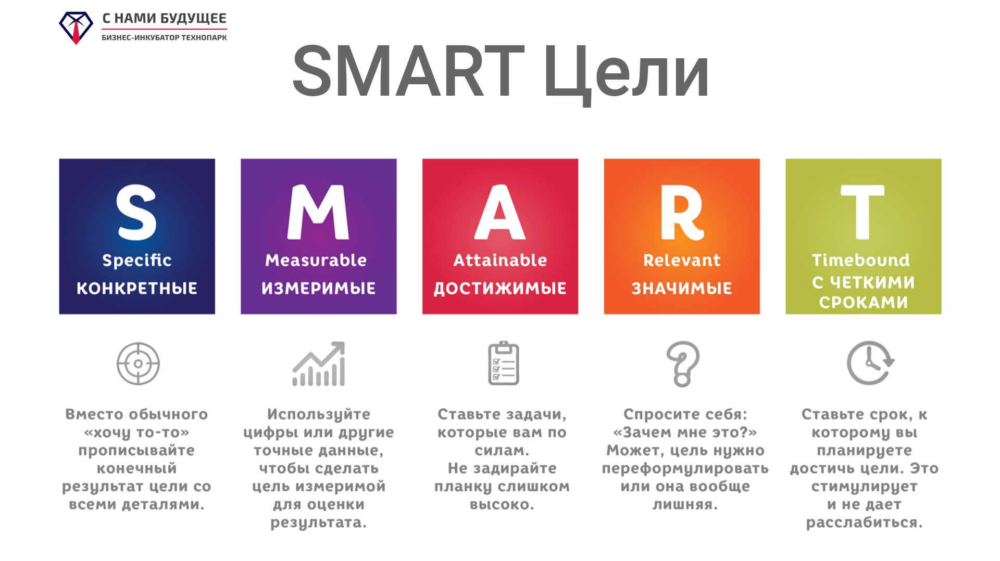 С НАМИ БУДУЩЕЕ
БИЗНЕС-ИНКУБАТОР ТЕХНОПАРК
SMART Цели
S
Specific
КОНКРЕТНЫЕ
Вместо обычного
«хочу то-то»
прописывайте
конечный
результат цели со
всеми деталями.
M
Measurable
ИЗМЕРИМЫЕ
Используйте
цифры или другие
точные данные,
чтобы сделать
цель измеримой
для оценки
результата.
A
Attainable
ДОСТИЖИМЫЕ
Ставьте задачи,
которые вам по
силам.
Не задирайте
планку слишком
высоко.
R
Relevant
ЗНАЧИМЫЕ
Спросите себя:
«Зачем мне это?»
Может, цель нужно
переформулировать
или она вообще
лишняя.
T
Timebound
С ЧЕТКИМИ
СРОКАМИ
Ставьте срок, к
которому вы
планируете
достичь цели. Это
стимулирует
и не дает
расслабиться.